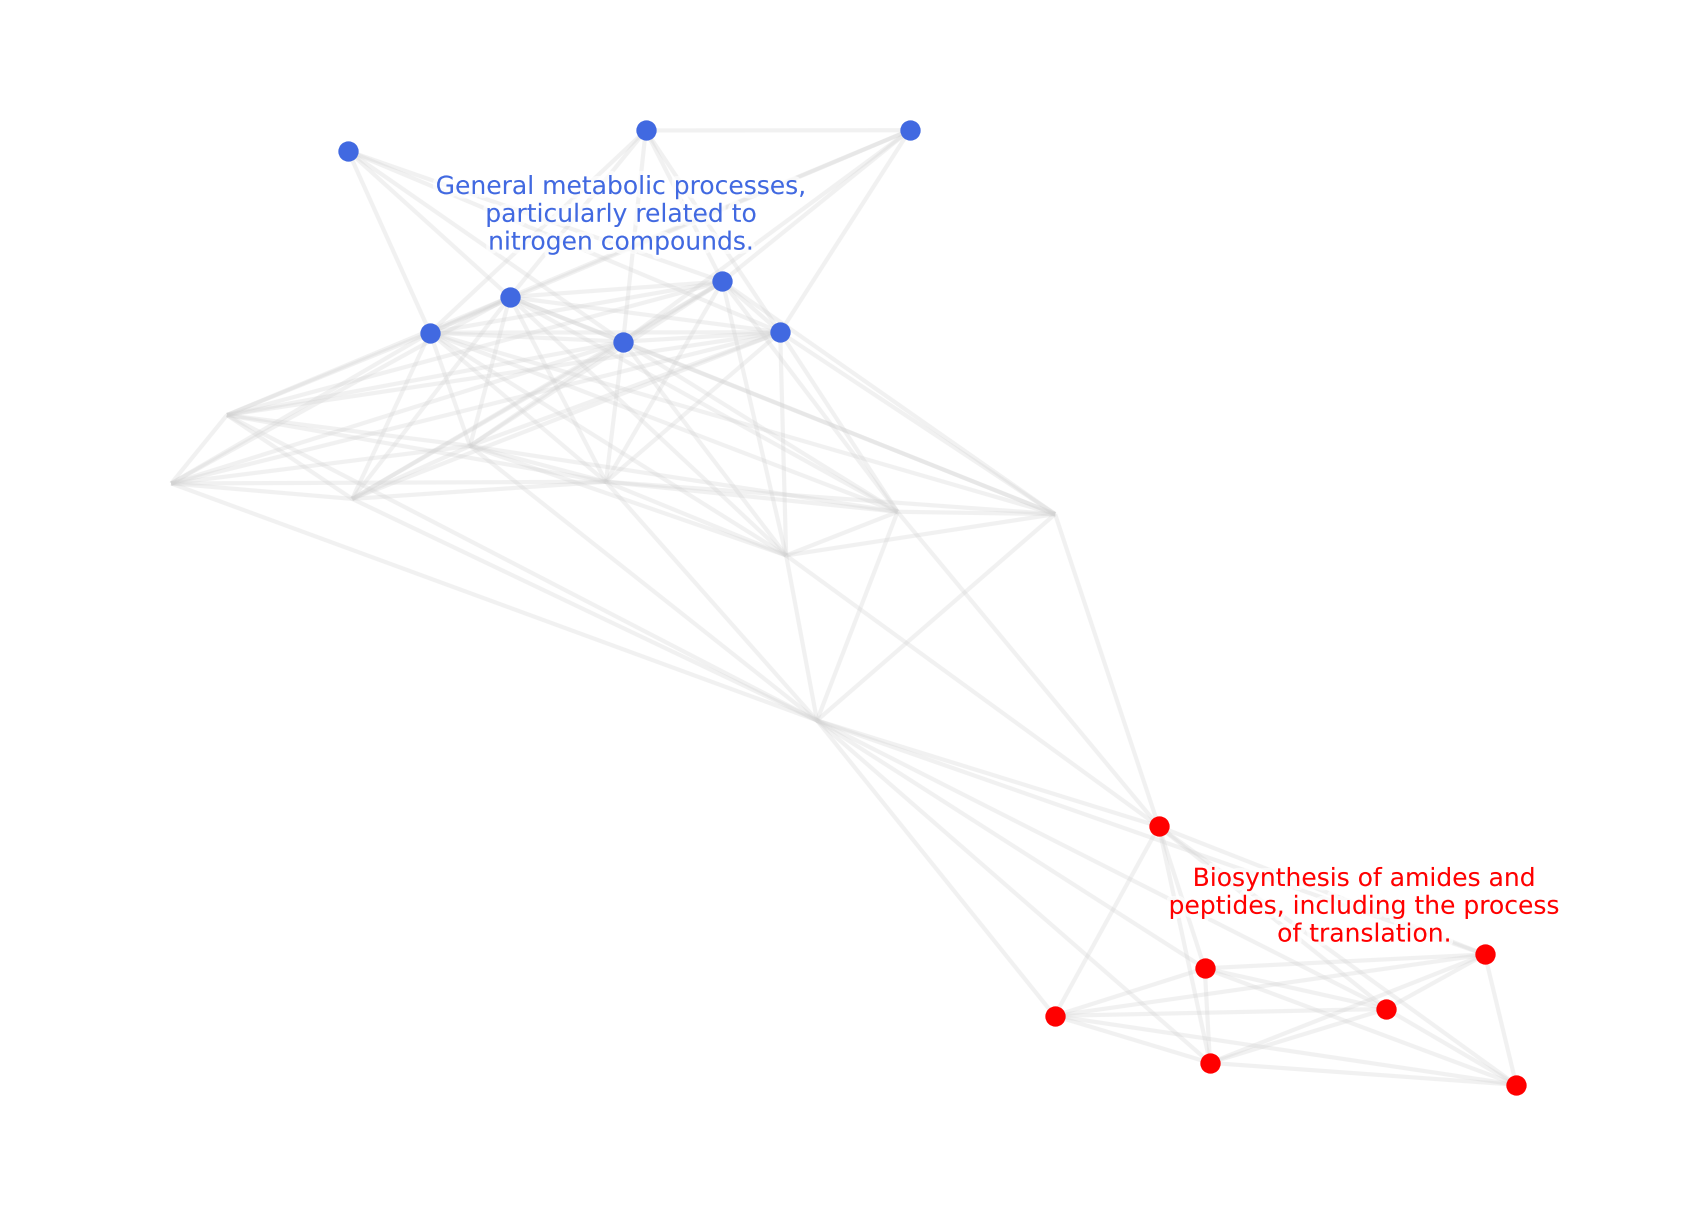 General metabolic processes,
particularly related to
nitrogen compounds.
Biosynthesis of amides and
peptides, including the process
of translation.